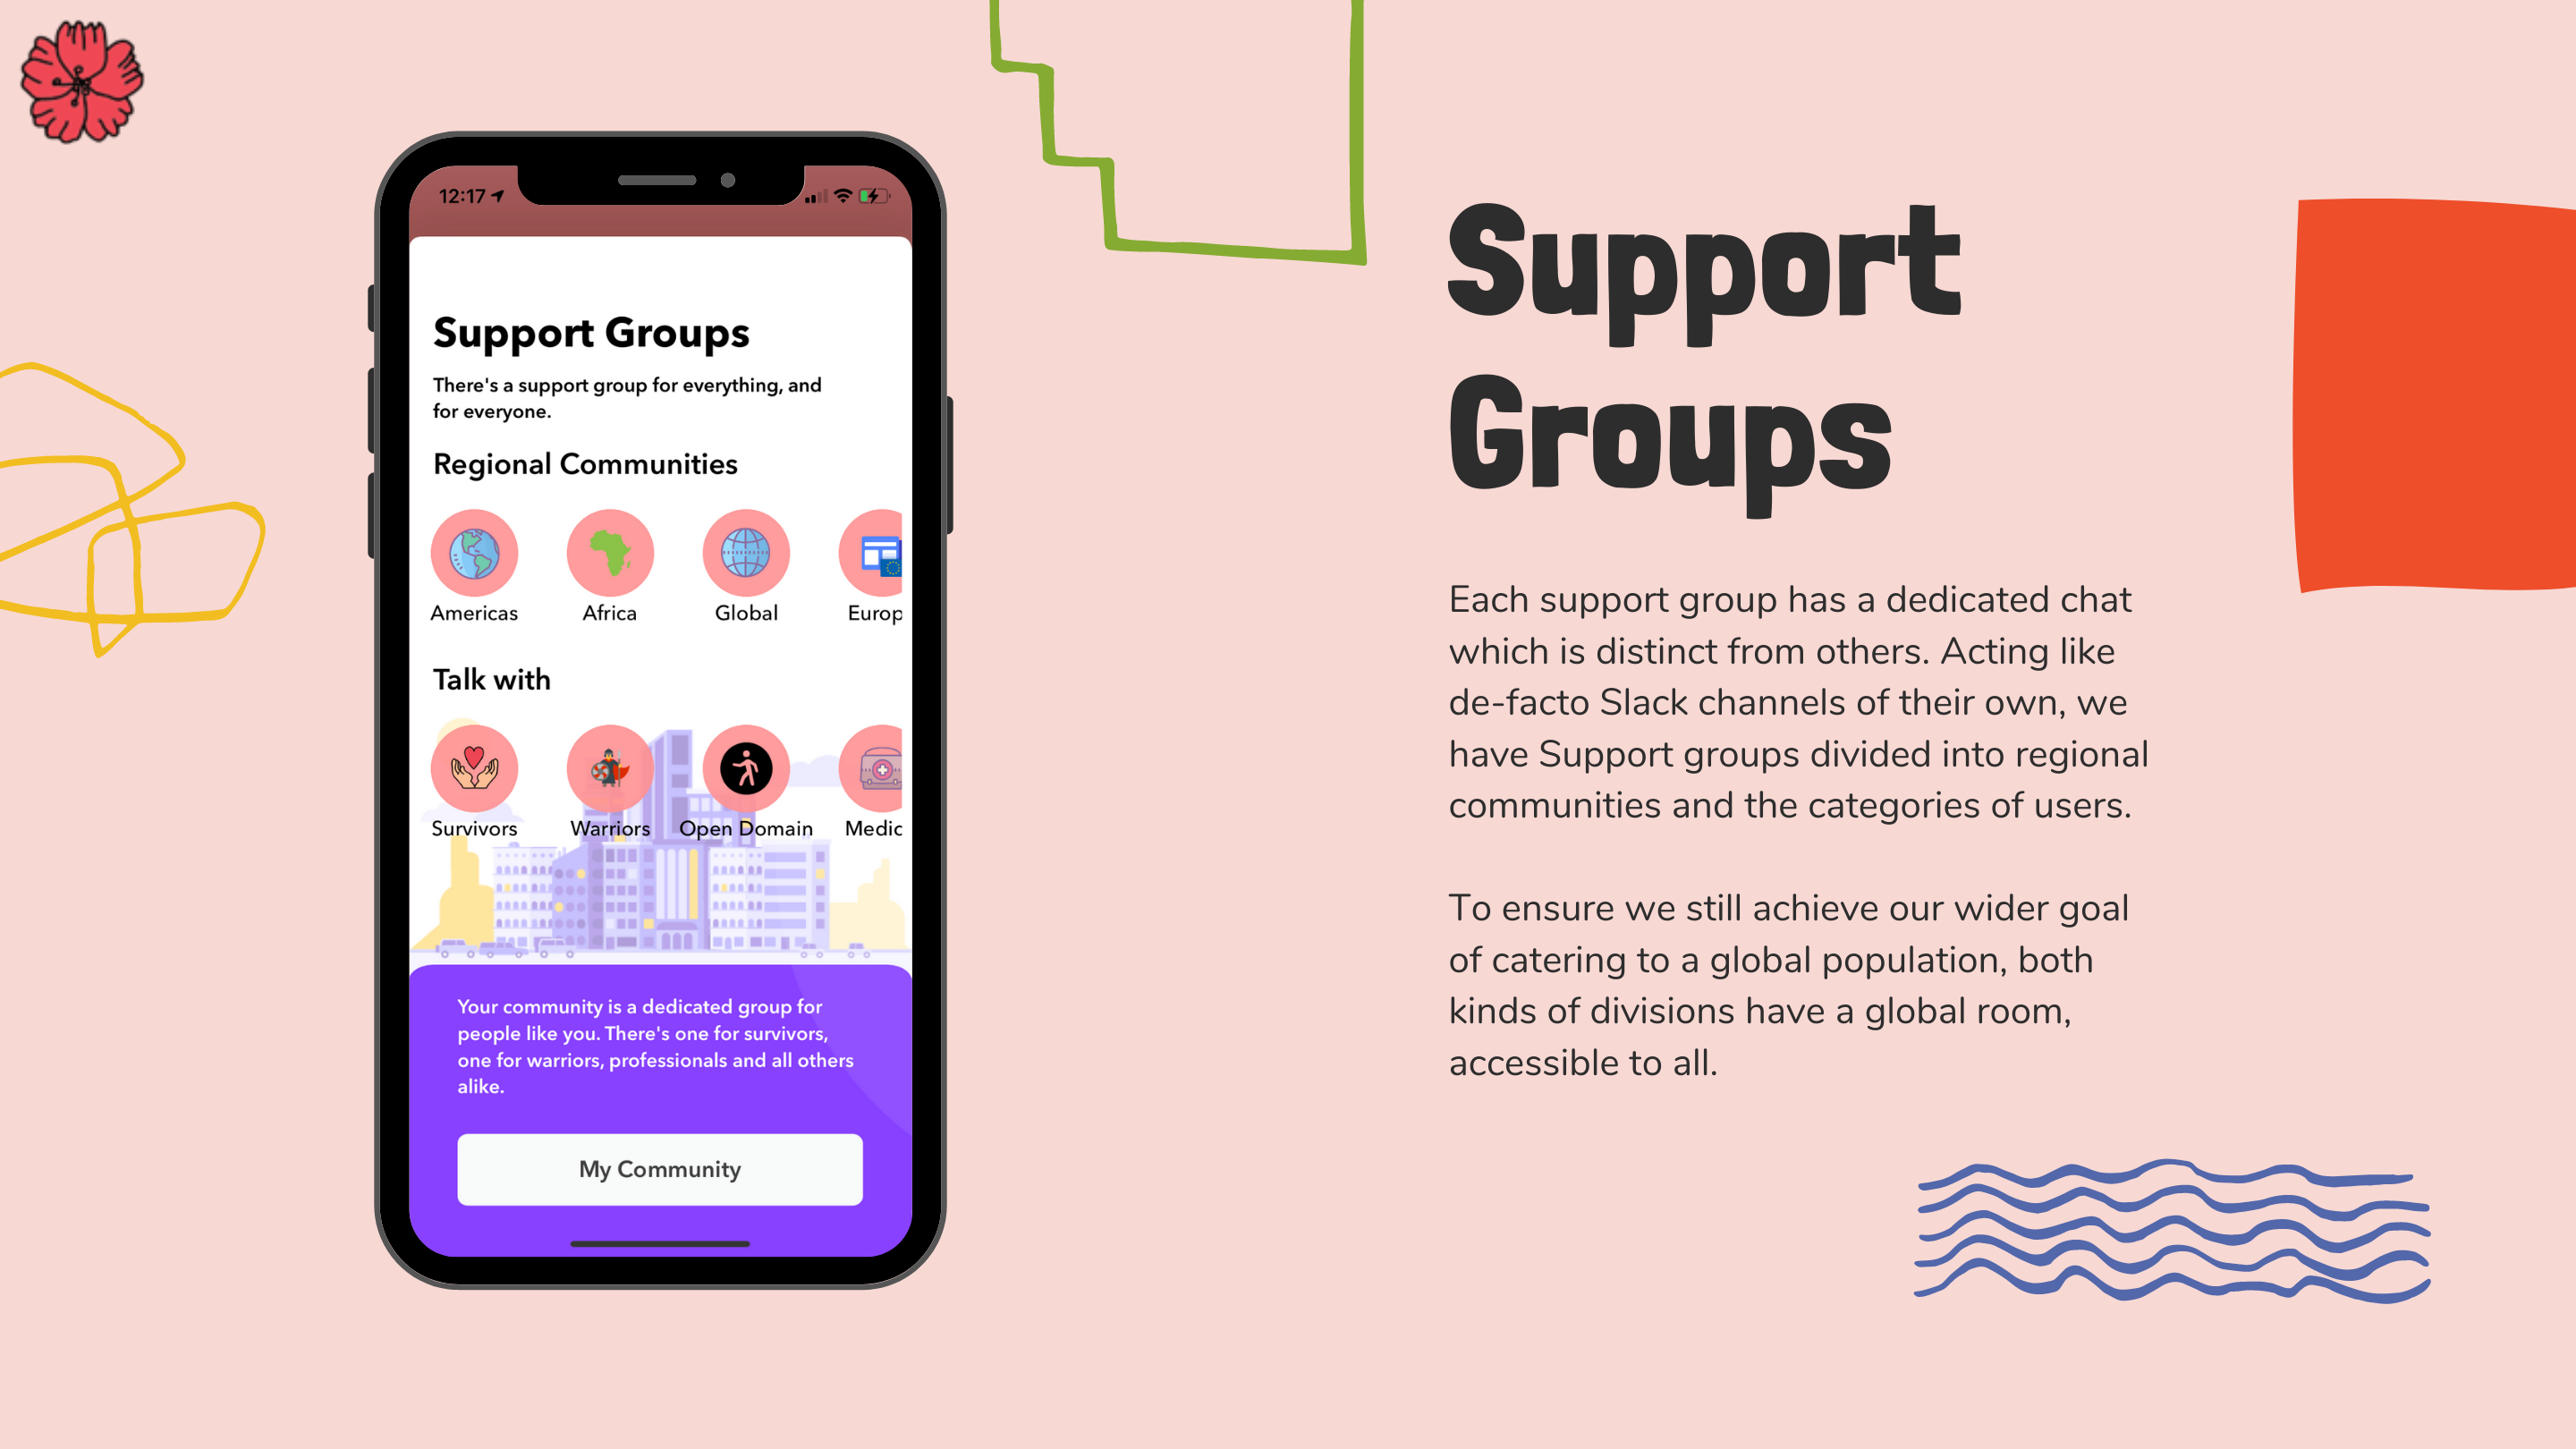 12:17
Support Groups
There's a support group for everything, and
for everyone.
Regional Communities
Americas Africa Global Europ
Talk with
Survivors Warriors Open Domain Medic
Your community is a dedicated group for
people like you. There's one for survivors,
one for warriors, professionals and all others
alike.
My Community
Support
Groups
Each support group has a dedicated chat
which is distinct from others. Acting like
de-facto Slack channels of their own, we
have Support groups divided into regional
communities and the categories of users.
To ensure we still achieve our wider goal
of catering to a global population, both
kinds of divisions have a global room,
accessible to all.